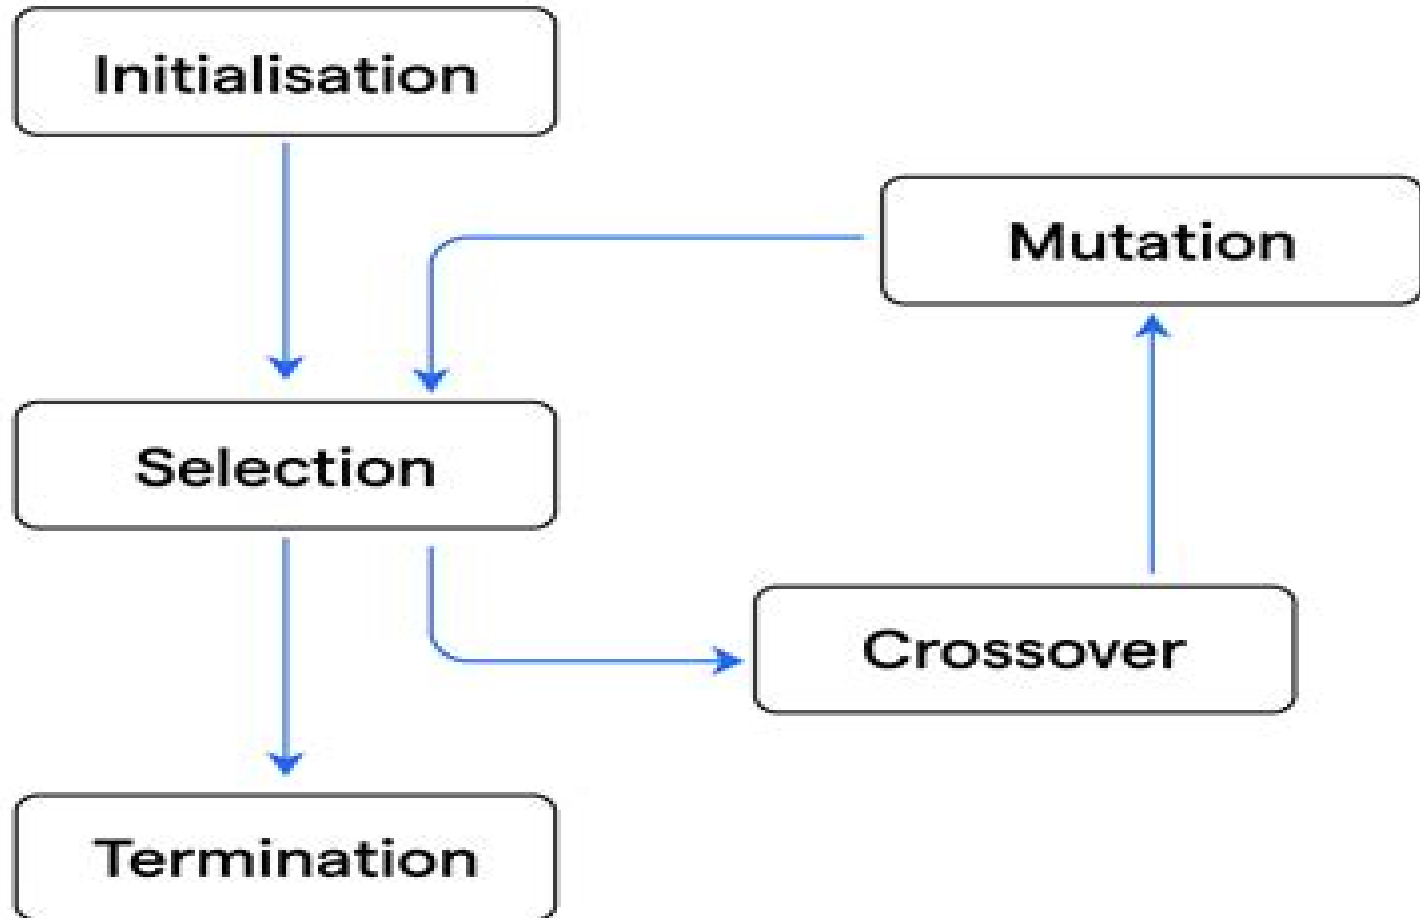 Initialisation
Mutation
Selection
Crossover
Termination